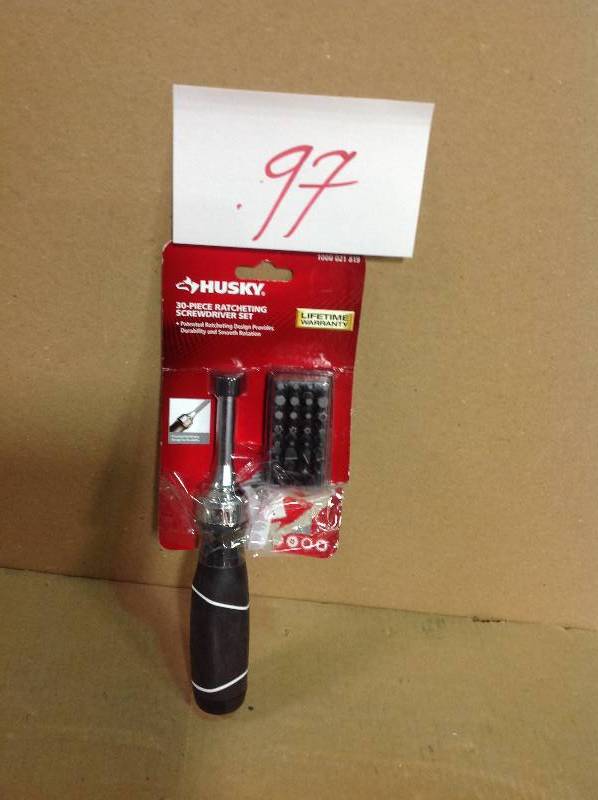 .97
1000 021 819
HUSKY
30-PIECE RATCHETING
SCREWDRIVER SET
• Patented Ratcheting Design Provides
Durability and Smooth Rotation
LIFETIME
WARRANTY